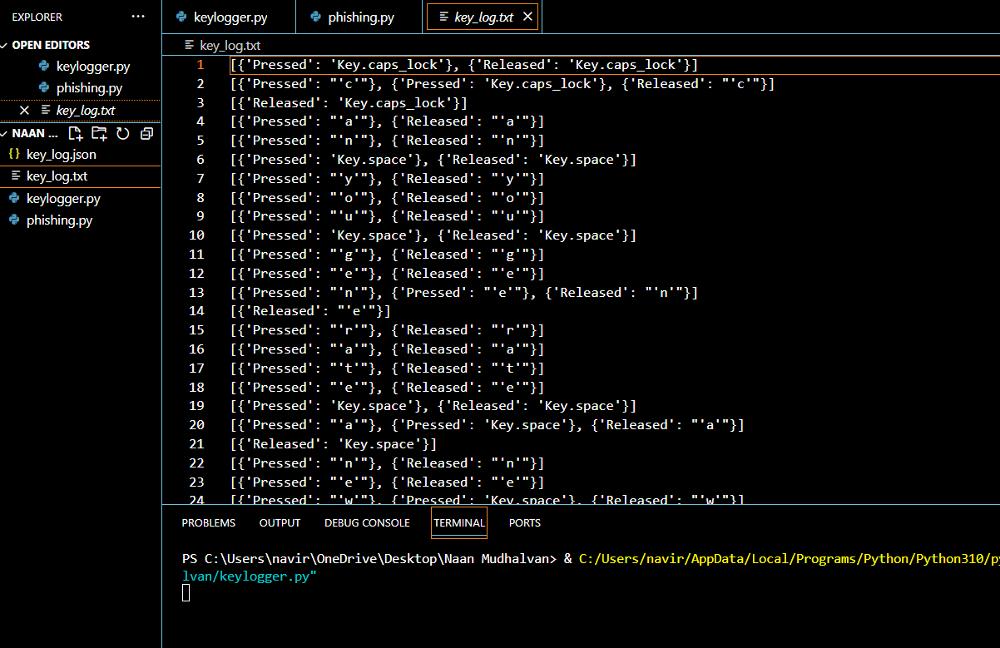 EXPLORER ...
OPEN EDITORS
keylogger.py
phishing.py
key_log.txt
NAAN ...
{} key_log.json
key_log.txt
keylogger.py
phishing.py
keylogger.py phishing.py key_log.txt
key_log.txt
1 [{'Pressed': 'Key.caps_lock'}, {'Released': 'Key.caps_lock'}]
2 [{'Pressed': "'c'"}, {'Pressed': 'Key.caps_lock'}, {'Released': "'c'"}]
3 [{'Released': 'Key.caps_lock'}]
4 [{'Pressed': "'a'"}, {'Released': "'a'"}]
5 [{'Pressed': "'n'"}, {'Released': "'n'"}]
6 [{'Pressed': 'Key.space'}, {'Released': 'Key.space'}]
7 [{'Pressed': "'y'"}, {'Released': "'y'"}]
8 [{'Pressed': "'o'"}, {'Released': "'o'"}]
9 [{'Pressed': "'u'"}, {'Released': "'u'"}]
10 [{'Pressed': 'Key.space'}, {'Released': 'Key.space'}]
11 [{'Pressed': "'g'"}, {'Released': "'g'"}]
12 [{'Pressed': "'e'"}, {'Released': "'e'"}]
13 [{'Pressed': "'n'"}, {'Pressed': "'e'"}, {'Released': "'n'"}]
14 [{'Released': "'e'"}]
15 [{'Pressed': "'r'"}, {'Released': "'r'"}]
16 [{'Pressed': "'a'"}, {'Released': "'a'"}]
17 [{'Pressed': "'t'"}, {'Released': "'t'"}]
18 [{'Pressed': "'e'"}, {'Released': "'e'"}]
19 [{'Pressed': 'Key.space'}, {'Released': 'Key.space'}]
20 [{'Pressed': "'a'"}, {'Pressed': 'Key.space'}, {'Released': "'a'"}]
21 [{'Released': 'Key.space'}]
22 [{'Pressed': "'n'"}, {'Released': "'n'"}]
23 [{'Pressed': "'e'"}, {'Released': "'e'"}]
24 [{'Pressed': "'w'"}, {'Pressed': 'Key.space'}, {'Released': "'w'"}]
PROBLEMS OUTPUT DEBUG CONSOLE TERMINAL PORTS
PS C:\Users\navir\OneDrive\Desktop\Naan Mudhalvan> & C:/Users/navir/AppData/Local/Programs/Python/Python310/py
lvan/keylogger.py"